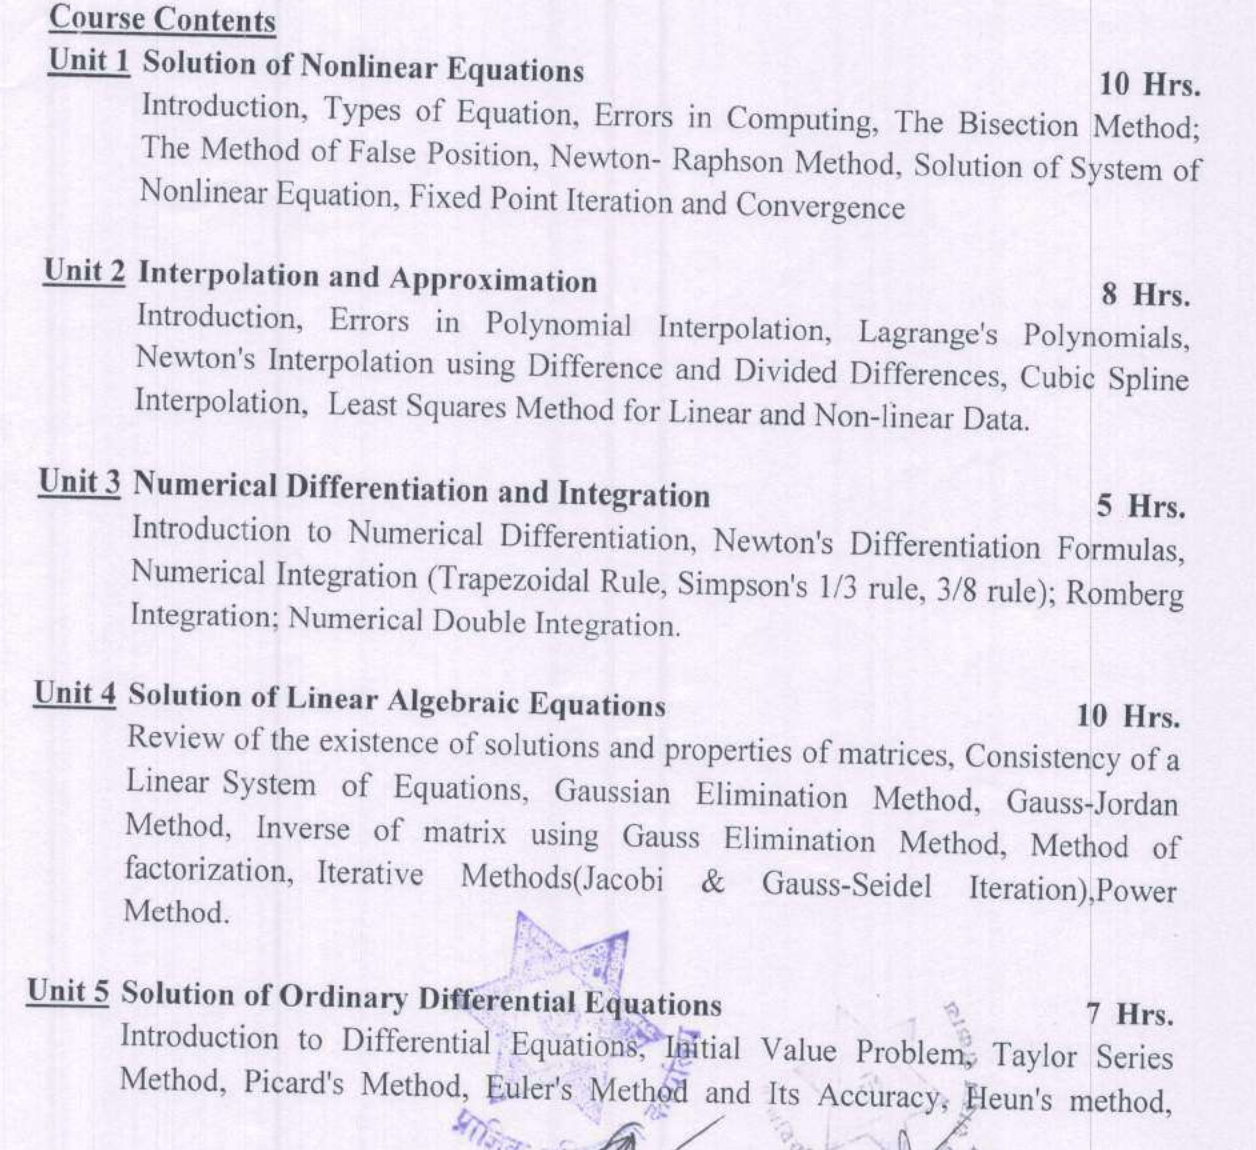 Course Contents
Unit 1 Solution of Nonlinear Equations 10 Hrs.
Introduction, Types of Equation, Errors in Computing, The Bisection Method;
The Method of False Position, Newton- Raphson Method, Solution of System of
Nonlinear Equation, Fixed Point Iteration and Convergence
Unit 2 Interpolation and Approximation 8 Hrs.
Introduction, Errors in Polynomial Interpolation, Lagrange's Polynomials,
Newton's Interpolation using Difference and Divided Differences, Cubic Spline
Interpolation, Least Squares Method for Linear and Non-linear Data.
Unit 3 Numerical Differentiation and Integration 5 Hrs.
Introduction to Numerical Differentiation, Newton's Differentiation Formulas,
Numerical Integration (Trapezoidal Rule, Simpson's 1/3 rule, 3/8 rule); Romberg
Integration; Numerical Double Integration.
Unit 4 Solution of Linear Algebraic Equations 10 Hrs.
Review of the existence of solutions and properties of matrices, Consistency of a
Linear System of Equations, Gaussian Elimination Method, Gauss-Jordan
Method, Inverse of matrix using Gauss Elimination Method, Method of
factorization, Iterative Methods(Jacobi & Gauss-Seidel Iteration),Power
Method.
Unit 5 Solution of Ordinary Differential Equations 7 Hrs.
Introduction to Differential Equations, Initial Value Problem, Taylor Series
Method, Picard's Method, Euler's Method and Its Accuracy, Heun's method,